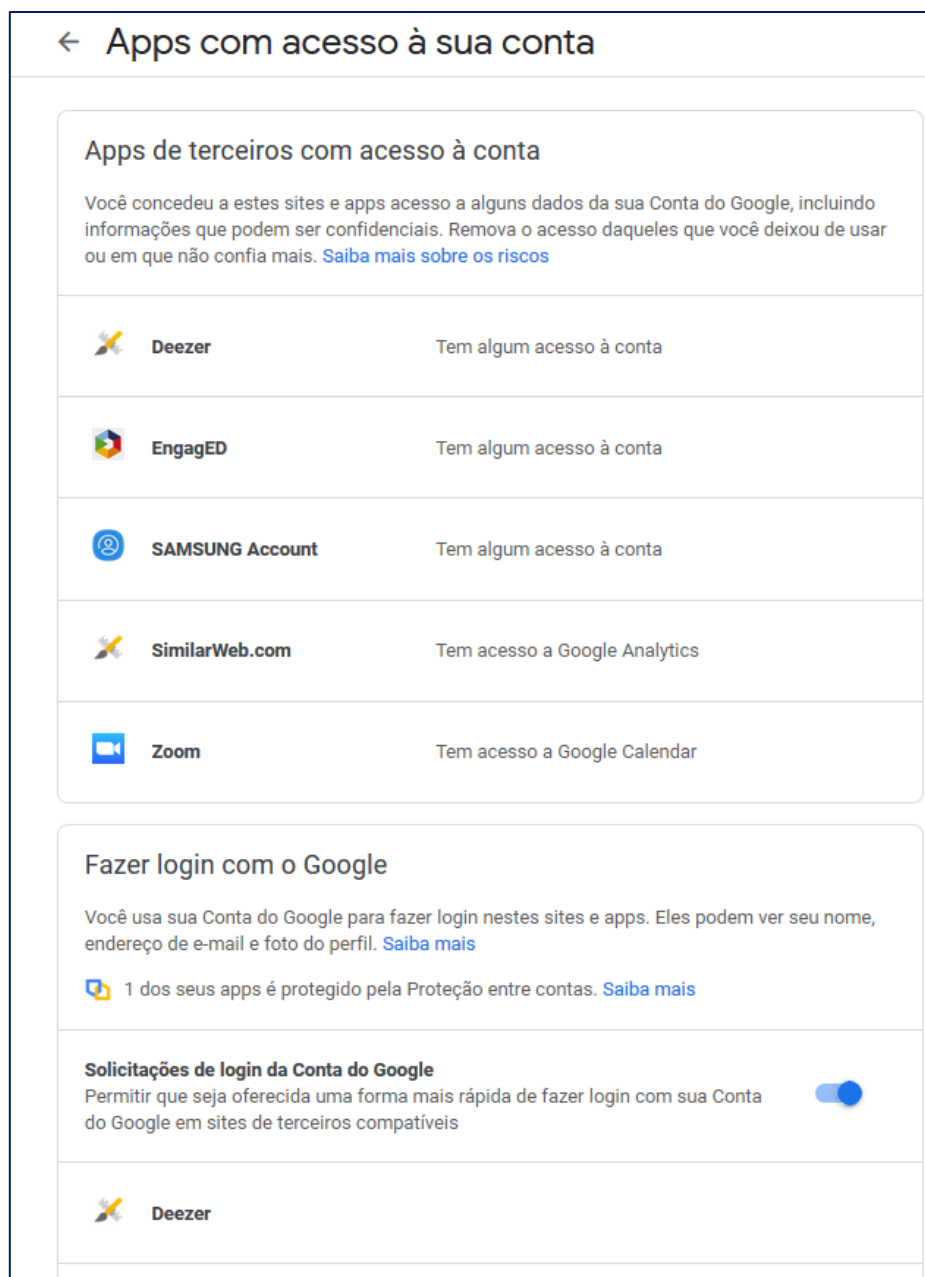 Apps com acesso à sua conta
Apps de terceiros com acesso à conta
Você concedeu a estes sites e apps acesso a alguns dados da sua Conta do Google, incluindo
informações que podem ser confidenciais. Remova o acesso daqueles que você deixou de usar
ou em que não confia mais. Saiba mais sobre os riscos
Deezer Tem algum acesso à conta
EngagED Tem algum acesso à conta
SAMSUNG Account Tem algum acesso à conta
SimilarWeb.com Tem acesso a Google Analytics
Zoom Tem acesso a Google Calendar
Fazer login com o Google
Você usa sua Conta do Google para fazer login nestes sites e apps. Eles podem ver seu nome,
endereço de e-mail e foto do perfil. Saiba mais
1 dos seus apps é protegido pela Proteção entre contas. Saiba mais
Solicitações de login da Conta do Google
Permitir que seja oferecida uma forma mais rápida de fazer login com sua Conta
do Google em sites de terceiros compatíveis
Deezer